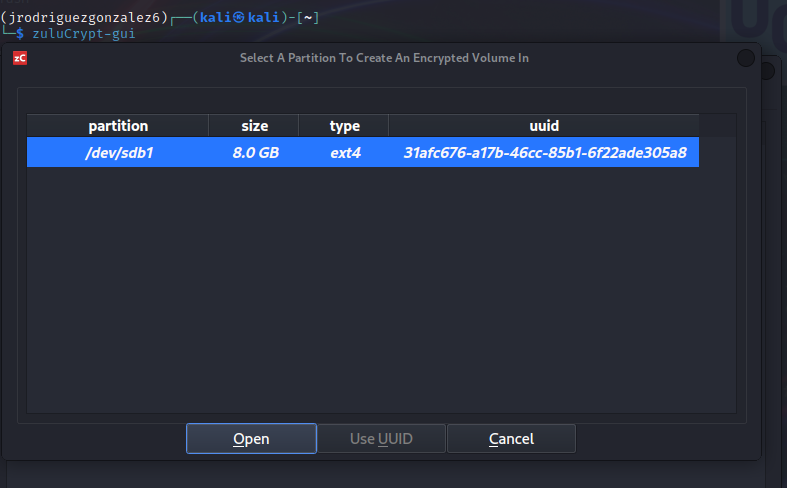 (jrodriguezgonzalez6)┌──(kali㉿kali)-[~]
└─$ zuluCrypt-gui
zC Select A Partition To Create An Encrypted Volume In
partition size type uuid
/dev/sdb1 8.0 GB ext4 31afc676-a17b-46cc-85b1-6f22ade305a8
Open Use UUID Cancel